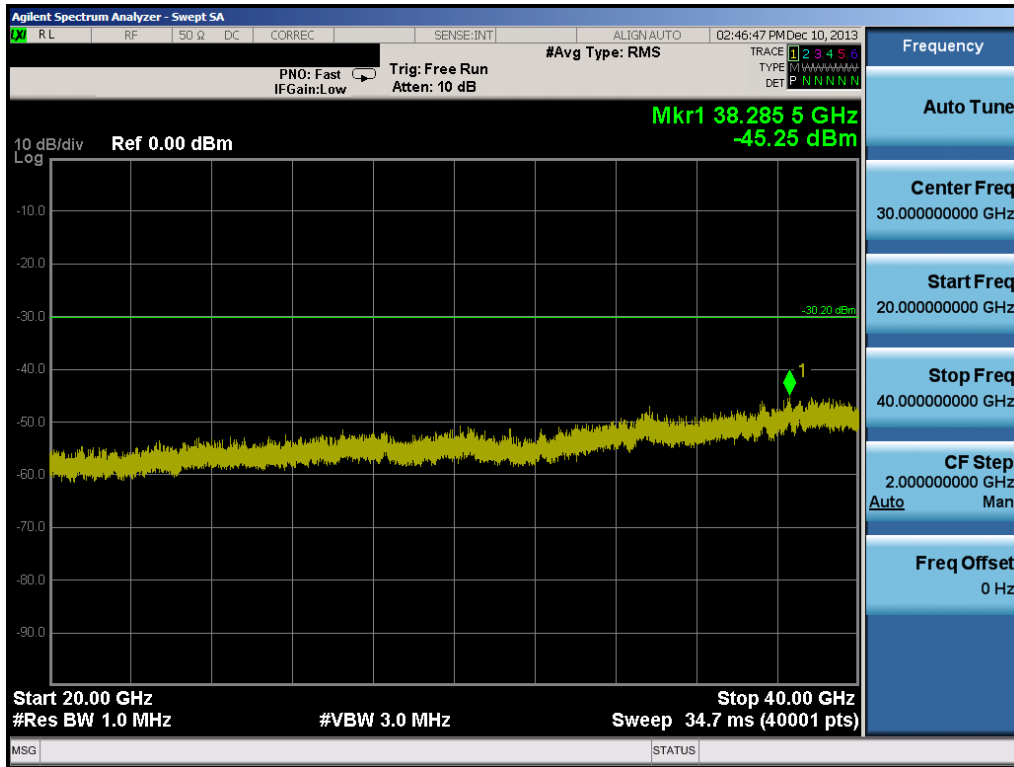 Agilent Spectrum Analyzer - Swept SA
LXI RL RF 50 Ω DC CORREC SENSE:INT ALIGN AUTO 02:46:47 PM Dec 10, 2013
#Avg Type: RMS TRACE 1 2 3 4 5 6
PNO: Fast Trig: Free Run TYPE M WWWWW
IFGain:Low Atten: 10 dB DET P N N N N N
Mkr1 38.285 5 GHz
-45.25 dBm
10 dB/div Ref 0.00 dBm
Log
-10.0
-20.0
-30.0
-30.20 dBm
-40.0
1
-50.0
-60.0
-70.0
-80.0
-90.0
Start 20.00 GHz Stop 40.00 GHz
#Res BW 1.0 MHz #VBW 3.0 MHz Sweep 34.7 ms (40001 pts)
MSG STATUS
Frequency
Auto Tune
Center Freq
30.000000000 GHz
Start Freq
20.000000000 GHz
Stop Freq
40.000000000 GHz
CF Step
2.000000000 GHz
Auto Man
Freq Offset
0 Hz